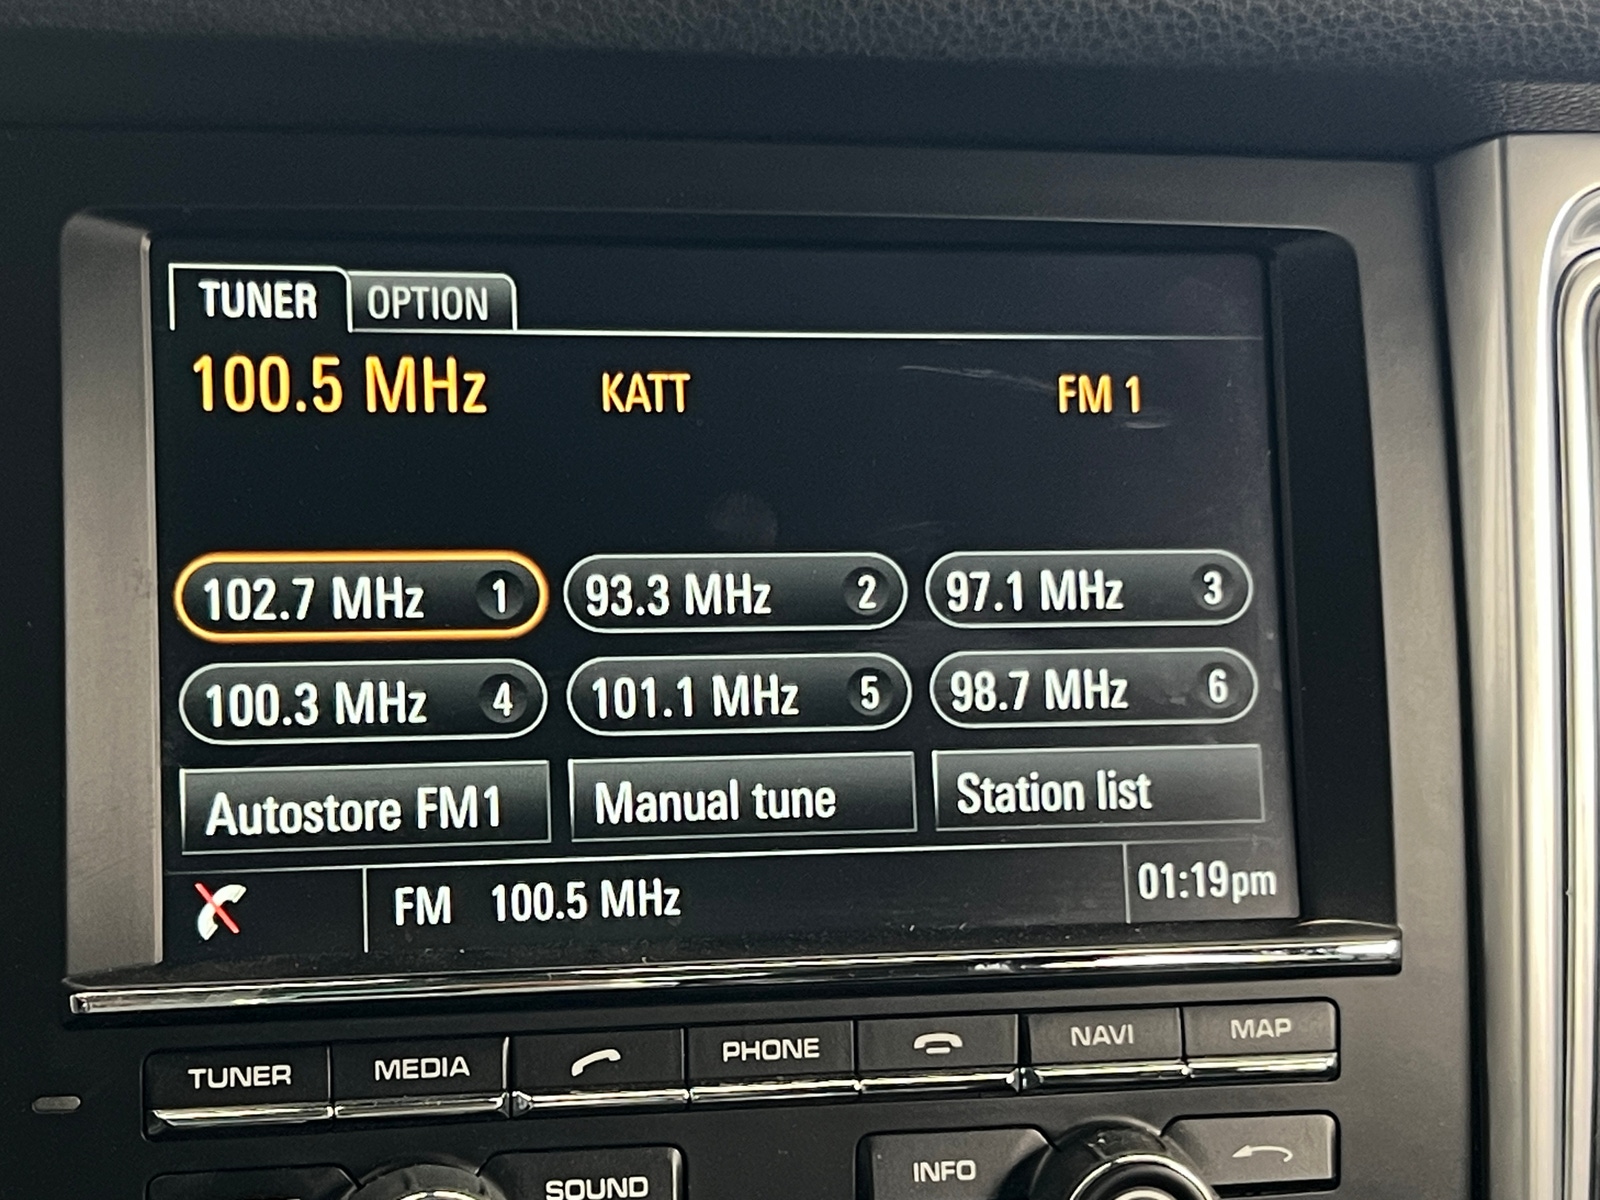 TUNER OPTION
100.5 MHz KATT FM 1
102.7 MHz 1 93.3 MHz 2 97.1 MHz 3
100.3 MHz 4 101.1 MHz 5 98.7 MHz 6
Autostore FM1 Manual tune Station list
FM 100.5 MHz 01:19pm
TUNER MEDIA PHONE NAVI MAP
SOUND INFO